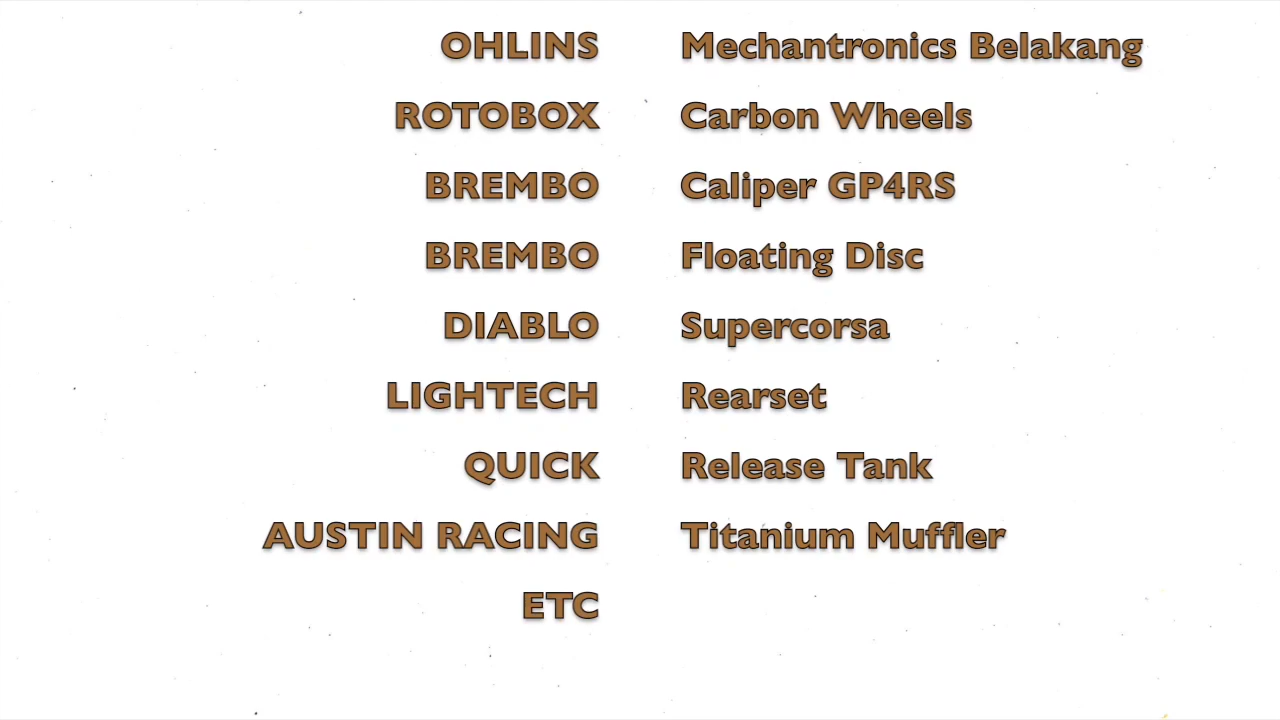 OHLINS Mechantronics Belakang
ROTOBOX Carbon Wheels
BREMBO Caliper GP4RS
BREMBO Floating Disc
DIABLO Supercorsa
LIGHTECH Rearset
QUICK Release Tank
AUSTIN RACING Titanium Muffler
ETC